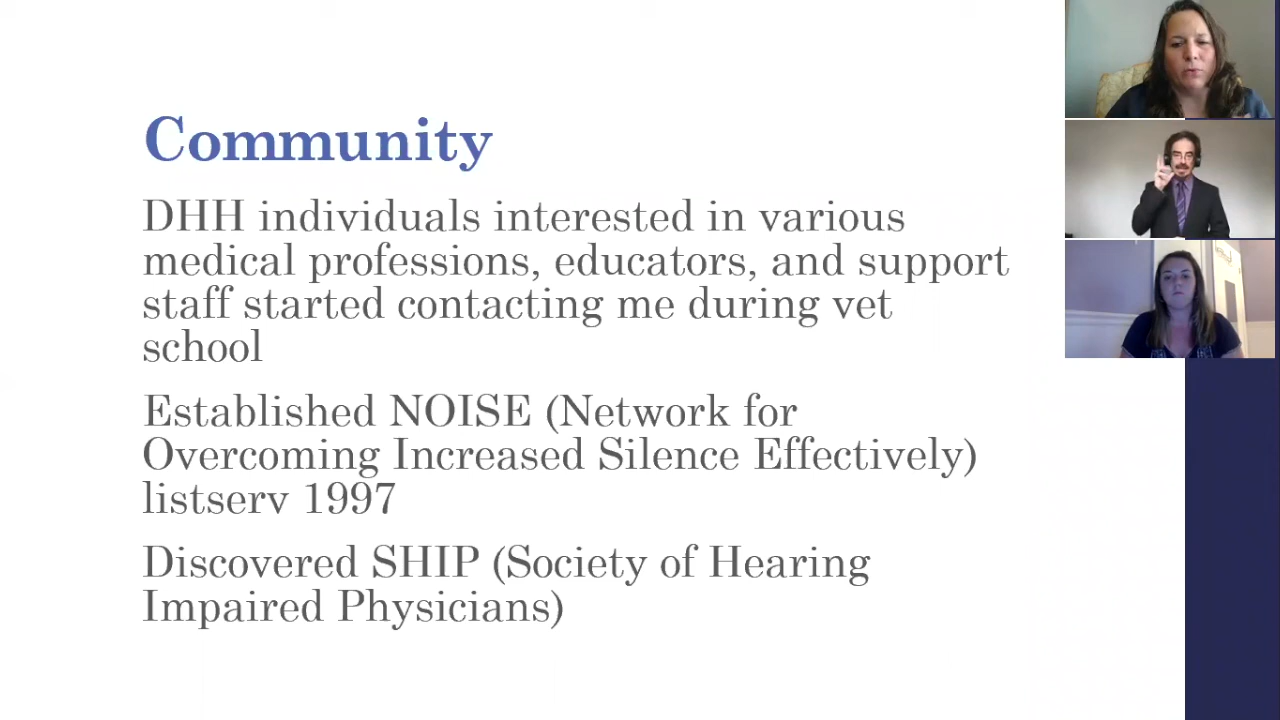 Community
DHH individuals interested in various
medical professions, educators, and support
staff started contacting me during vet
school
Established NOISE (Network for
Overcoming Increased Silence Effectively)
listserv 1997
Discovered SHIP (Society of Hearing
Impaired Physicians)